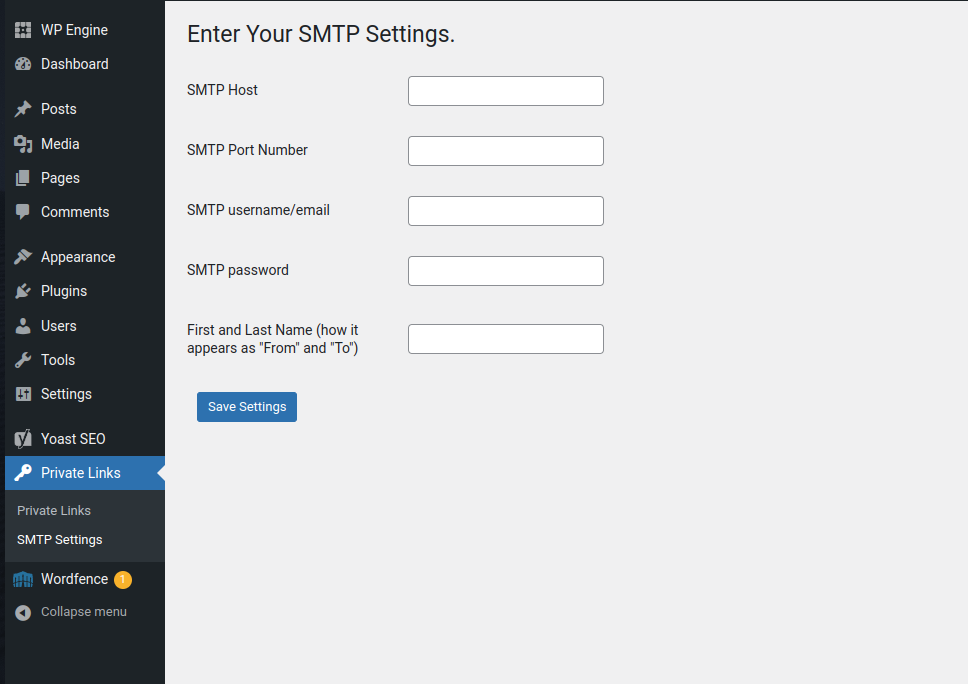 WP Engine
Dashboard
Posts
Media
Pages
Comments
Appearance
Plugins
Users
Tools
Settings
Yoast SEO
Private Links
Private Links
SMTP Settings
Wordfence 1
Collapse menu
Enter Your SMTP Settings.
SMTP Host
SMTP Port Number
SMTP username/email
SMTP password
First and Last Name (how it
appears as "From" and "To")
Save Settings